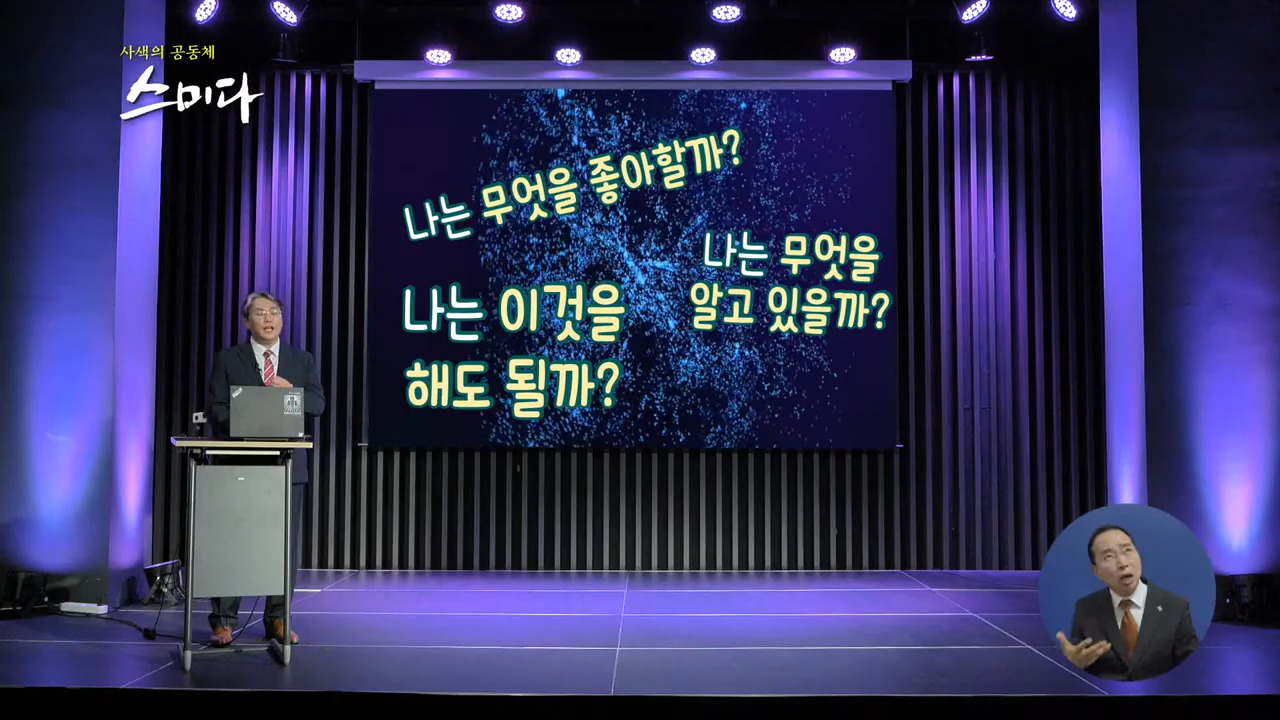 사색의 공동체
스미다
나는 무엇을 좋아할까?
나는 무엇을
알고 있을까?
나는 이것을
해도 될까?